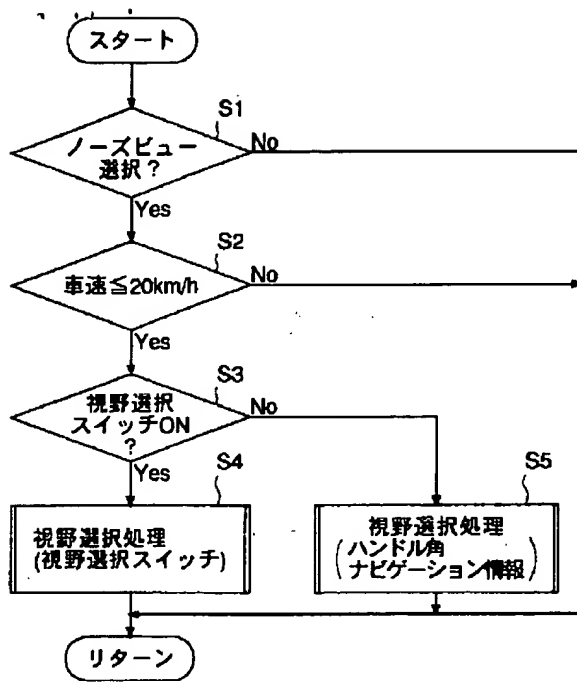 スタート
S1
ノーズビュー
選択？
No
Yes
S2
車速≦20km/h
No
Yes
S3
視野選択
スイッチON
？
No
Yes
S4
視野選択処理
(視野選択スイッチ)
S5
視野選択処理
(ハンドル角
ナビゲーション情報)
リターン